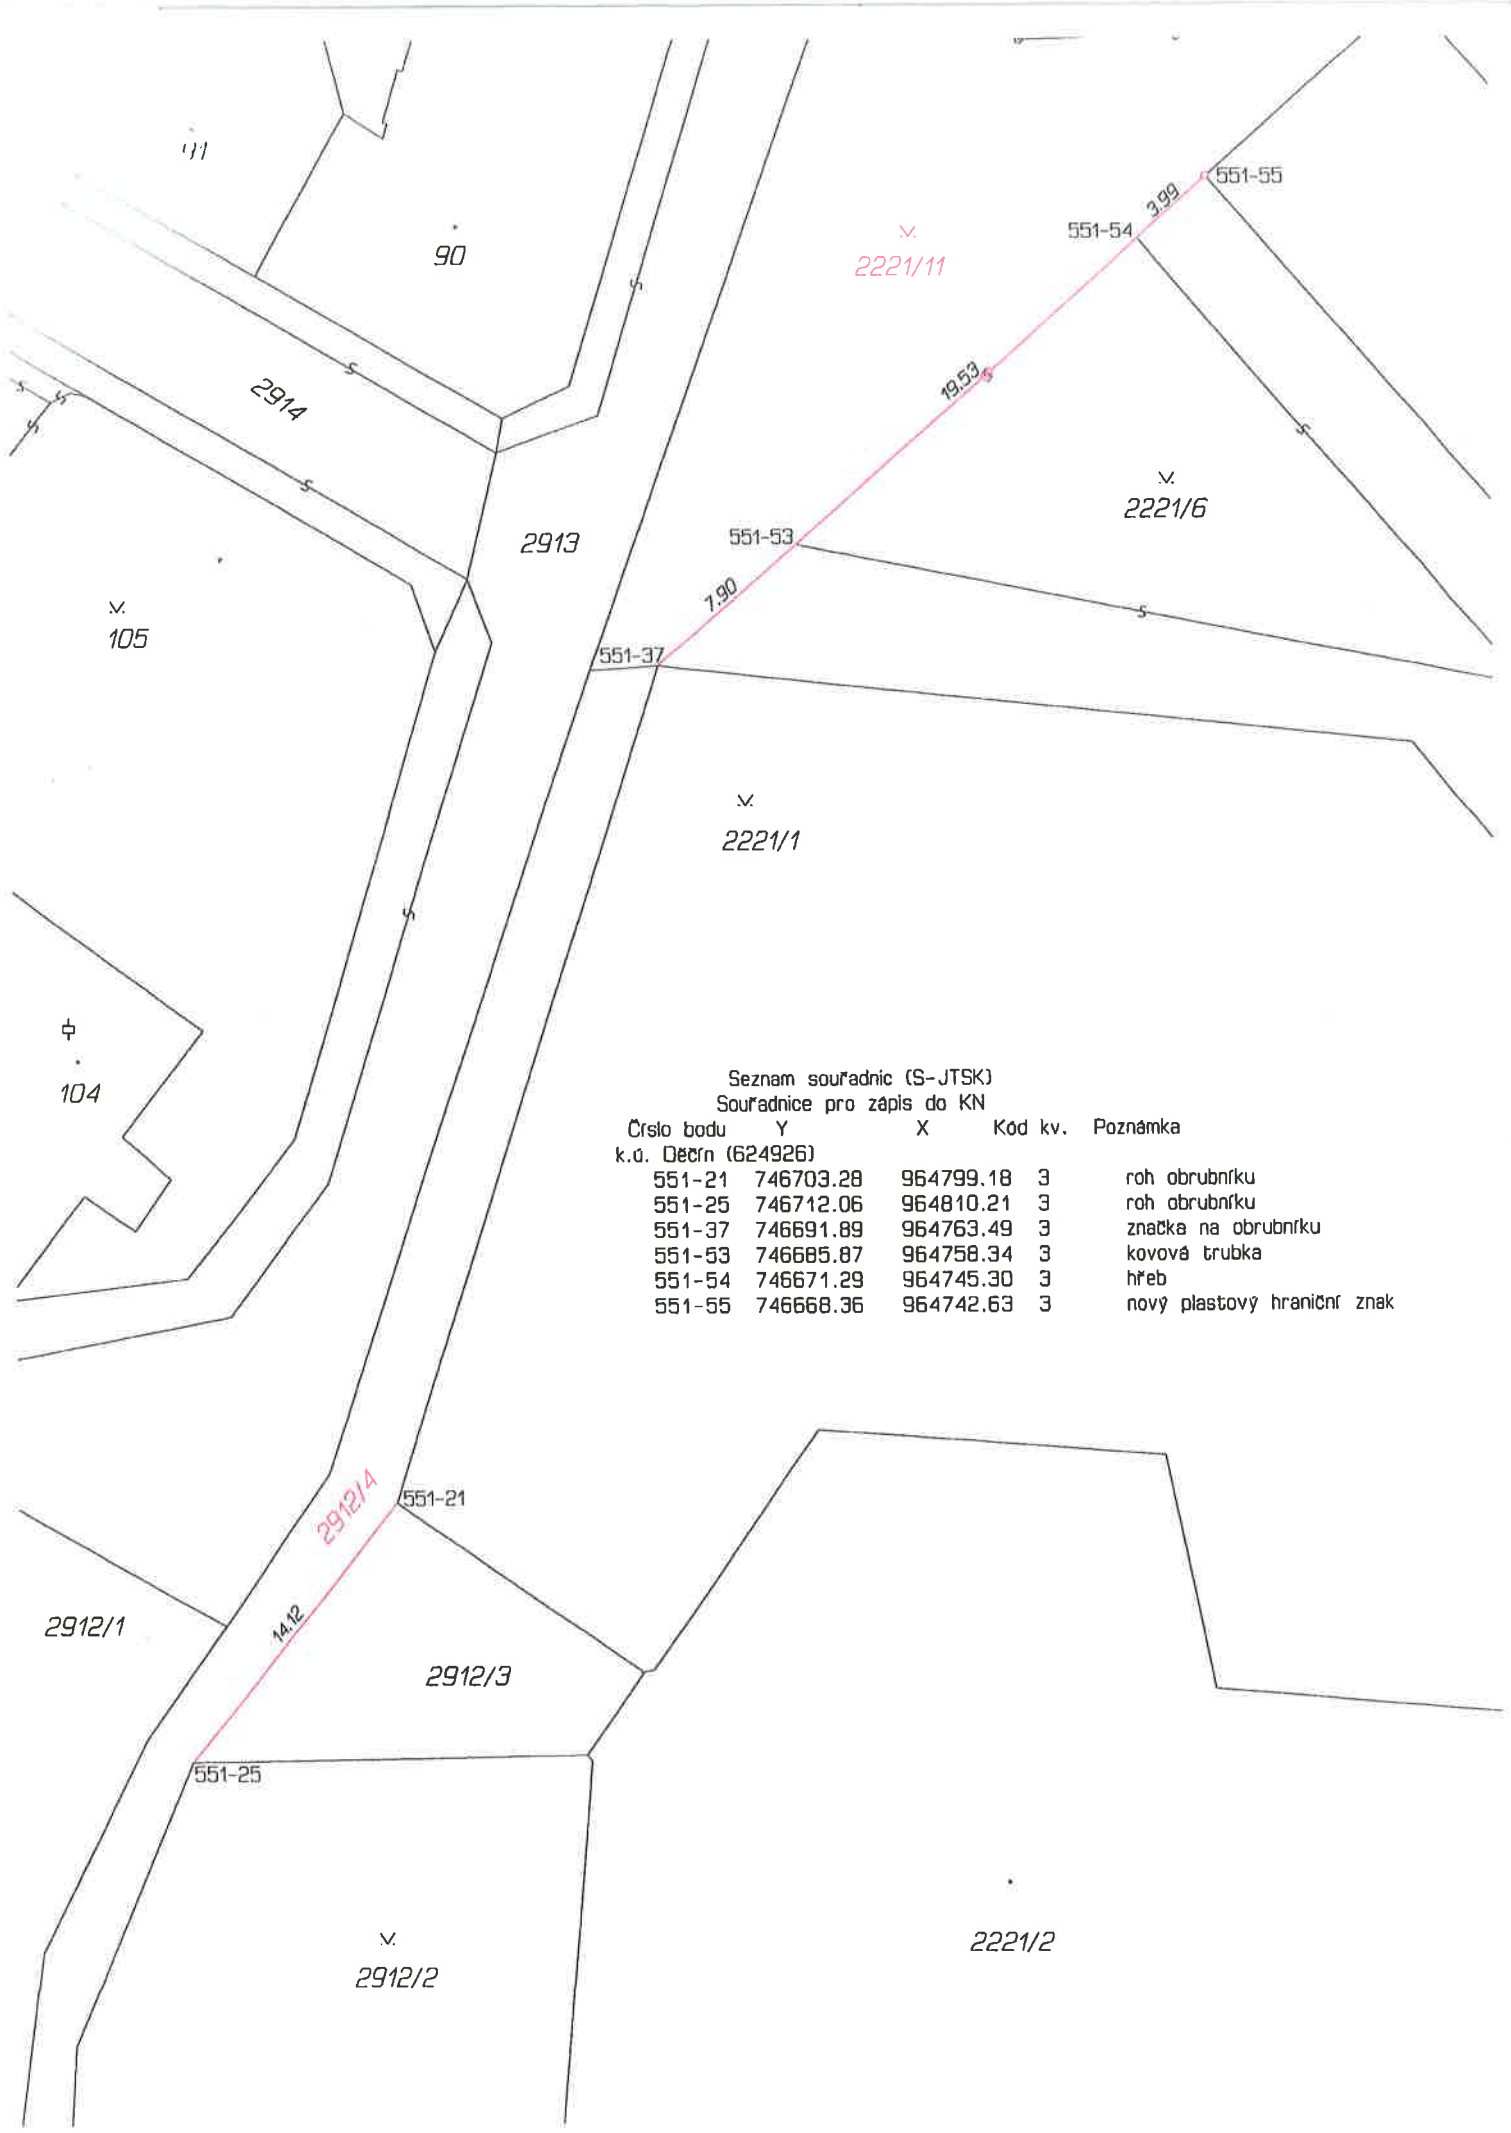 90
2221/11
3.99
551-55
551-54
19.53
2914
2221/6
551-53
2913
7.90
105
551-37
2221/1
104
Seznam souřadnic (S-JTSK)
Souřadnice pro zápis do KN
Číslo bodu Y X Kód kv. Poznámka
k.ú. Děčín (624926)
551-21 746703.28 964799.18 3 roh obrubníku
551-25 746712.06 964810.21 3 roh obrubníku
551-37 746691.89 964763.49 3 značka na obrubníku
551-53 746685.87 964758.34 3 kovová trubka
551-54 746671.29 964745.30 3 hřeb
551-55 746668.36 964742.63 3 nový plastový hraniční znak
2912/4
551-21
14.12
2912/1
2912/3
551-25
2221/2
2912/2